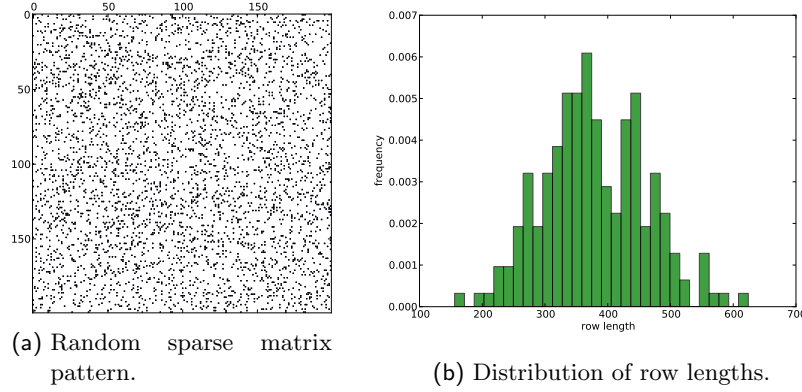 0 50 100 150
0
50
100
150
(a) Random sparse matrix
pattern.
0.007
0.006
0.005
0.004
0.003
0.002
0.001
0.000
frequency
100 200 300 400 500 600 700
row length
(b) Distribution of row lengths.